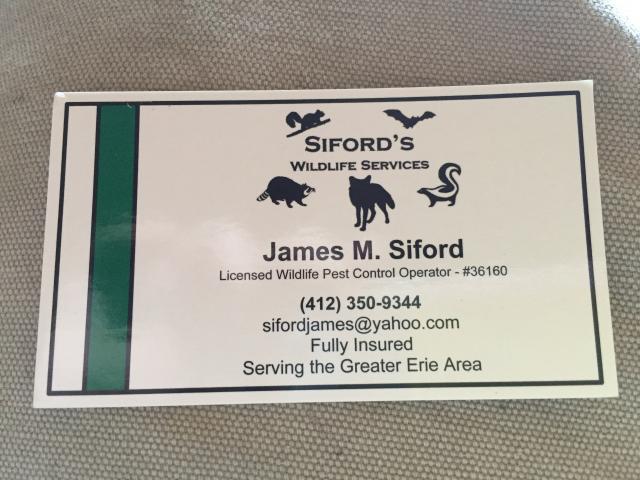 SIFORD'S
WILDLIFE SERVICES
James M. Siford
Licensed Wildlife Pest Control Operator - #36160
(412) 350-9344
sifordjames@yahoo.com
Fully Insured
Serving the Greater Erie Area